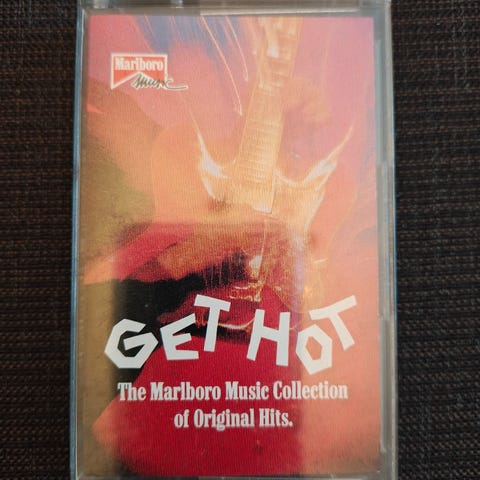 Marlboro
Music
GET HOT
The Marlboro Music Collection
of Original Hits.